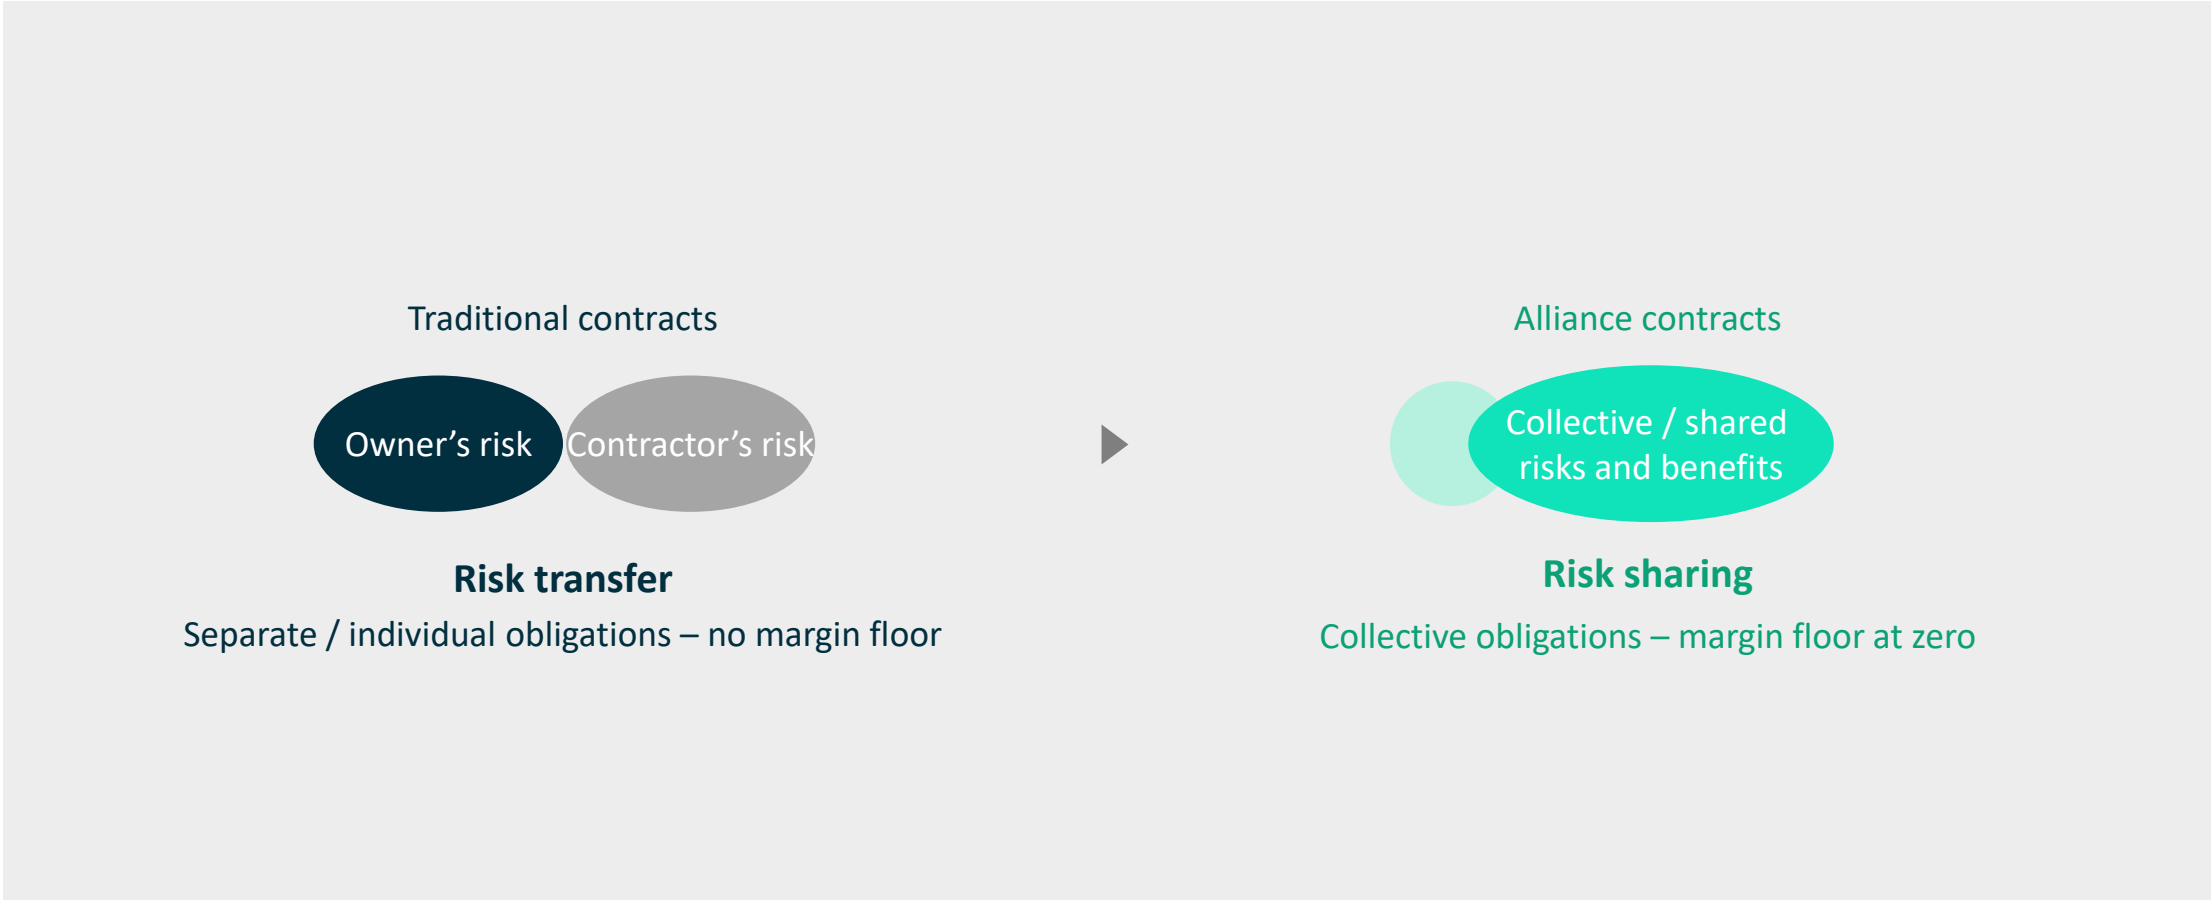 Traditional contracts
Owner’s risk
Contractor’s risk
Risk transfer
Separate / individual obligations – no margin floor
Alliance contracts
Collective / shared
risks and benefits
Risk sharing
Collective obligations – margin floor at zero